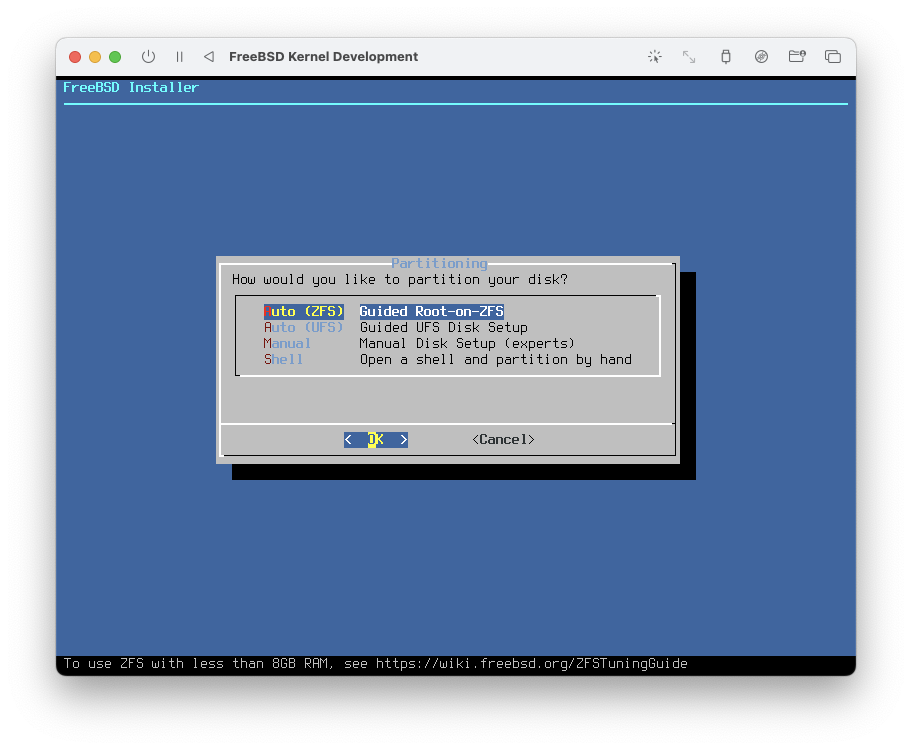 FreeBSD Kernel Development
FreeBSD Installer
Partitioning
How would you like to partition your disk?
Auto (ZFS) Guided Root-on-ZFS
Auto (UFS) Guided UFS Disk Setup
Manual Manual Disk Setup (experts)
Shell Open a shell and partition by hand
< OK > <Cancel>
To use ZFS with less than 8GB RAM, see https://wiki.freebsd.org/ZFSTuningGuide